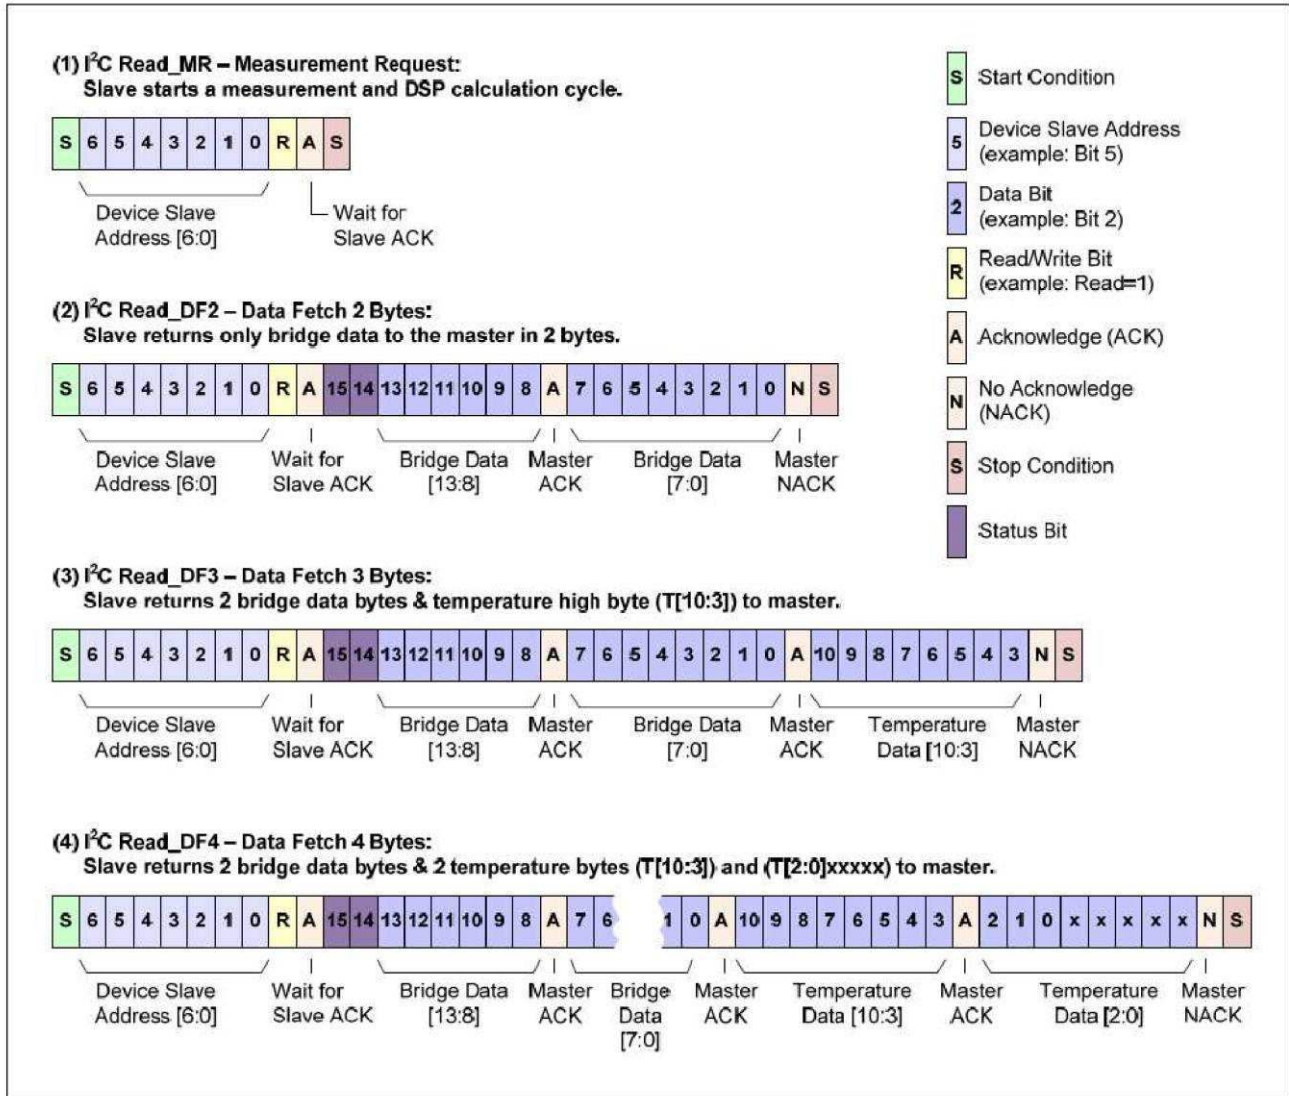 (1) I²C Read_MR – Measurement Request:
Slave starts a measurement and DSP calculation cycle.
S 6 5 4 3 2 1 0 R A S
Device Slave
Address [6:0]
Wait for
Slave ACK
(2) I²C Read_DF2 – Data Fetch 2 Bytes:
Slave returns only bridge data to the master in 2 bytes.
S 6 5 4 3 2 1 0 R A 15 14 13 12 11 10 9 8 A 7 6 5 4 3 2 1 0 N S
Device Slave
Address [6:0]
Wait for
Slave ACK
Bridge Data
[13:8]
Master
ACK
Bridge Data
[7:0]
Master
NACK
S Start Condition
5 Device Slave Address
(example: Bit 5)
2 Data Bit
(example: Bit 2)
R Read/Write Bit
(example: Read=1)
A Acknowledge (ACK)
N No Acknowledge
(NACK)
S Stop Condition
Status Bit
(3) I²C Read_DF3 – Data Fetch 3 Bytes:
Slave returns 2 bridge data bytes & temperature high byte (T[10:3]) to master.
S 6 5 4 3 2 1 0 R A 15 14 13 12 11 10 9 8 A 7 6 5 4 3 2 1 0 A 10 9 8 7 6 5 4 3 N S
Device Slave
Address [6:0]
Wait for
Slave ACK
Bridge Data
[13:8]
Master
ACK
Bridge Data
[7:0]
Master
ACK
Temperature
Data [10:3]
Master
NACK
(4) I²C Read_DF4 – Data Fetch 4 Bytes:
Slave returns 2 bridge data bytes & 2 temperature bytes (T[10:3]) and (T[2:0]xxxxx) to master.
S 6 5 4 3 2 1 0 R A 15 14 13 12 11 10 9 8 A 7 6 1 0 A 10 9 8 7 6 5 4 3 A 2 1 0 x x x x x N S
Device Slave
Address [6:0]
Wait for
Slave ACK
Bridge Data
[13:8]
Master
ACK
Bridge
Data
[7:0]
Master
ACK
Temperature
Data [10:3]
Master
ACK
Temperature
Data [2:0]
Master
NACK